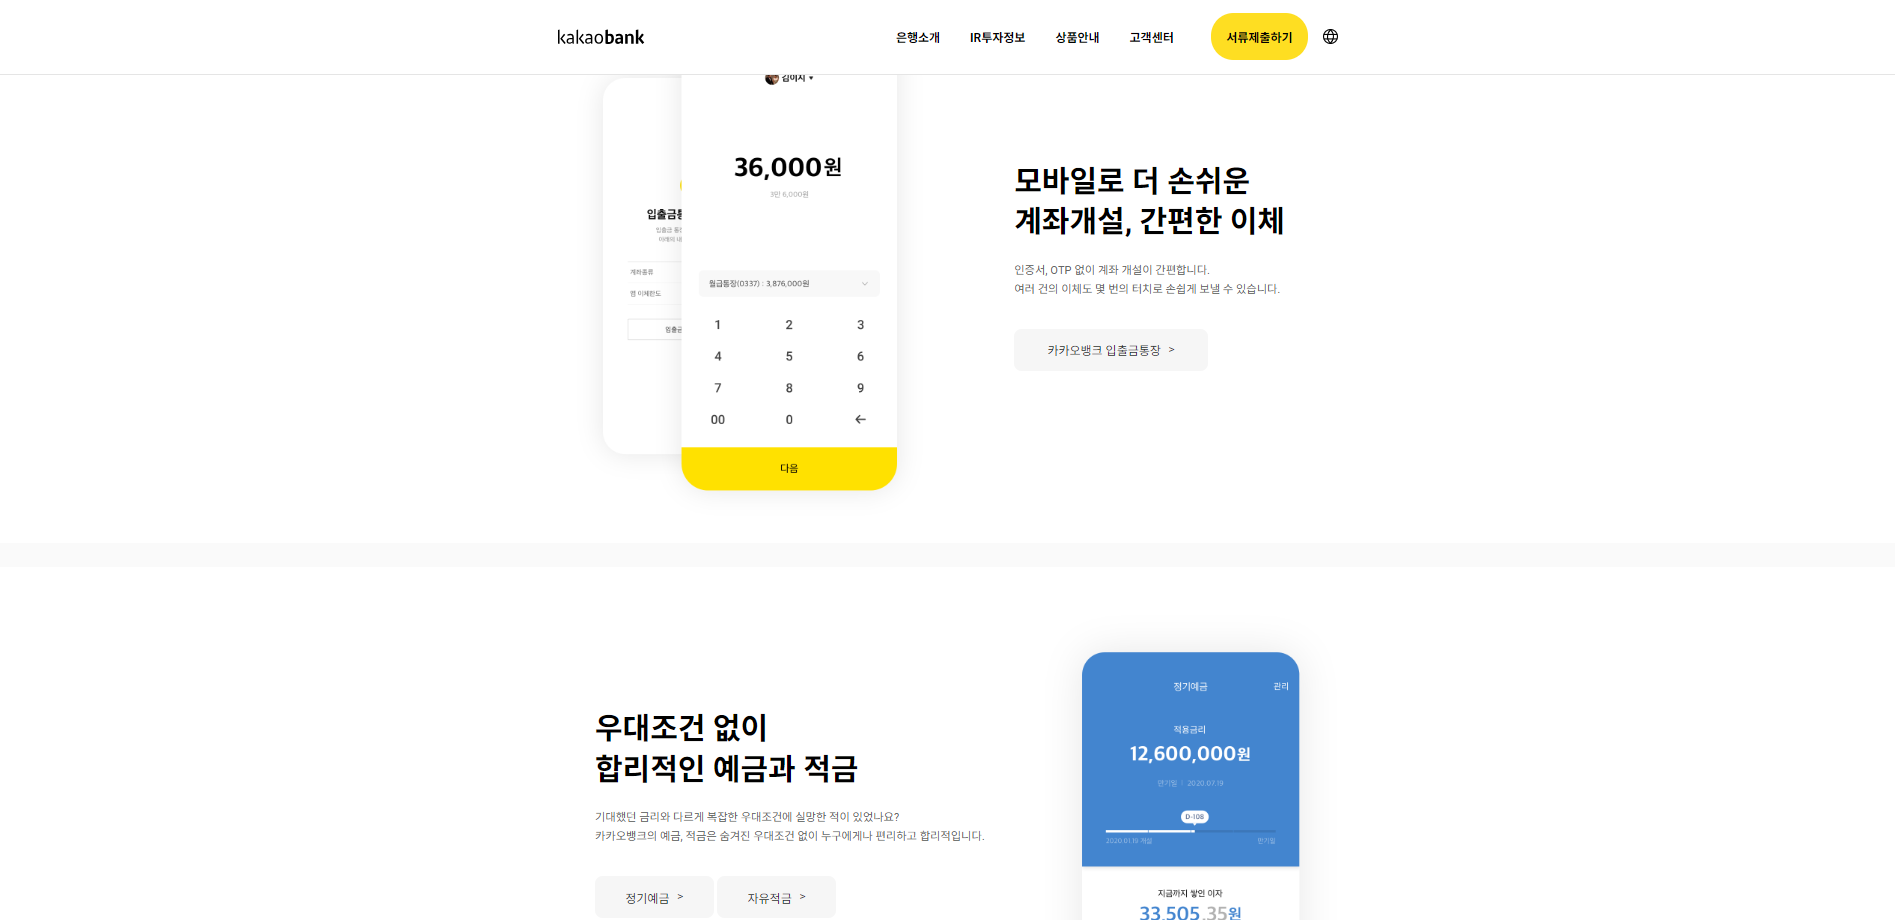 kakaobank
은행소개
IR투자정보
상품안내
고객센터
서류제출하기
김이지
36,000원
3만 6,000원
월급통장(0337) : 3,876,000원
1 2 3
4 5 6
7 8 9
00 0 ←
다음
계좌종류
모바일로 더 손쉬운
계좌개설, 간편한 이체
인증서, OTP 없이 계좌 개설이 간편합니다.
여러 건의 이체도 몇 번의 터치로 손쉽게 보낼 수 있습니다.
카카오뱅크 입출금통장 >
우대조건 없이
합리적인 예금과 적금
기대했던 금리와 다르게 복잡한 우대조건에 실망한 적이 있었나요?
카카오뱅크의 예금, 적금은 숨겨진 우대조건 없이 누구에게나 편리하고 합리적입니다.
정기예금 >
자유적금 >
정기예금
관리
적용금리
12,600,000원
만기일 | 2020.07.19
D-108
2020.01.19 개설
만기일
지금까지 쌓인 이자
33,505.35원